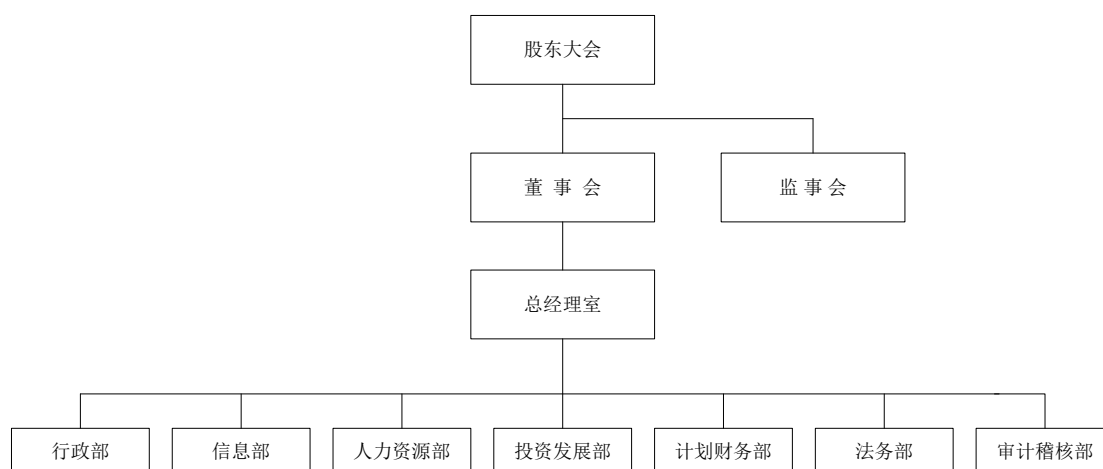 股东大会
董 事 会
监 事 会
总经理室
行政部
信息部
人力资源部
投资发展部
计划财务部
法务部
审计稽核部